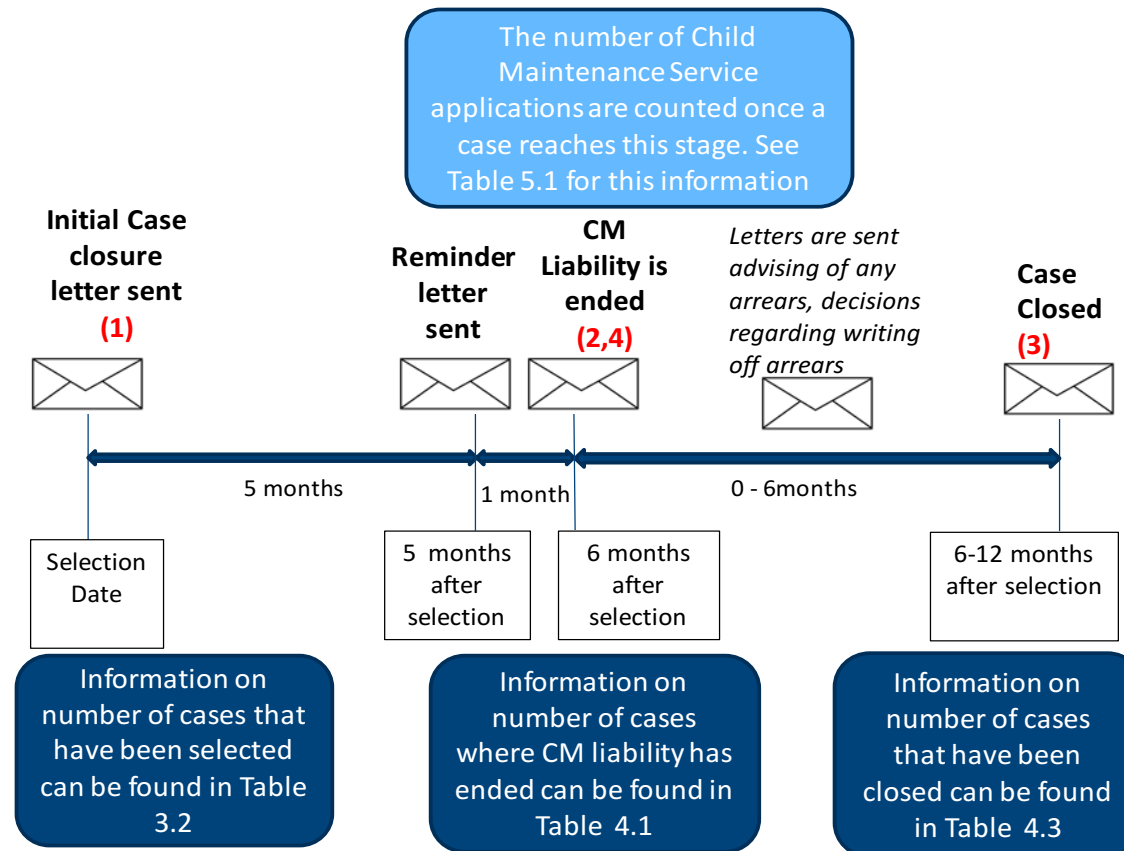 The number of Child
Maintenance Service
applications are counted once a
case reaches this stage. See
Table 5.1 for this information
Initial Case
closure
letter sent
(1)
Reminder
letter
sent
CM
Liability is
ended
(2,4)
Letters are sent
advising of any
arrears, decisions
regarding writing
off arrears
Case
Closed
(3)
5 months
1 month
0 - 6months
Selection
Date
5 months
after
selection
6 months
after
selection
6-12 months
after selection
Information on
number of cases that
have been selected
can be found in Table
3.2
Information on
number of cases
where CM liability has
ended can be found in
Table 4.1
Information on
number of cases
that have been
closed can be found
in Table 4.3